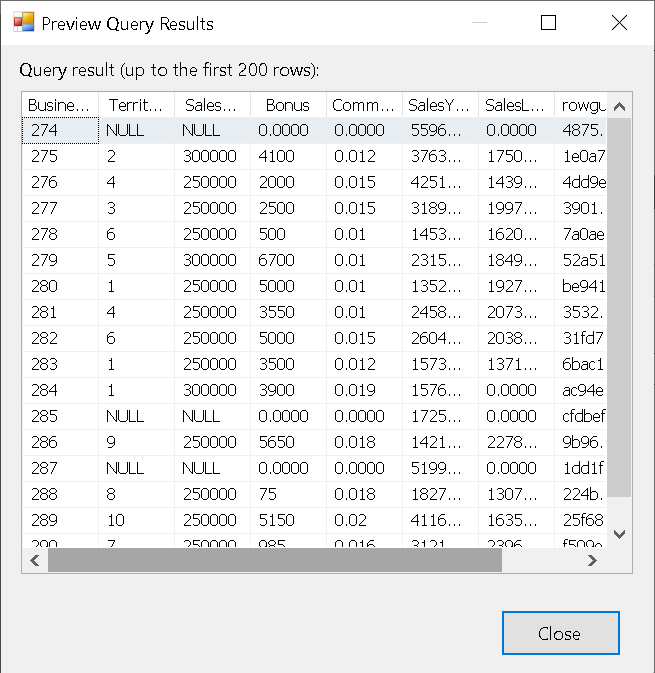 Preview Query Results
Query result (up to the first 200 rows):
Busine... Territ... Sales... Bonus Comm... SalesY... SalesL... rowgu
274 NULL NULL 0.0000 0.0000 5596... 0.0000 4875.
275 2 300000 4100 0.012 3763... 1750... 1e0a7
276 4 250000 2000 0.015 4251... 1439... 4dd9e
277 3 250000 2500 0.015 3189... 1997... 3901.
278 6 250000 500 0.01 1453... 1620... 7a0ae
279 5 300000 6700 0.01 2315... 1849... 52a51
280 1 250000 5000 0.01 1352... 1927... be941
281 4 250000 3550 0.01 2458... 2073... 3532.
282 6 250000 5000 0.015 2604... 2038... 31fd7
283 1 250000 3500 0.012 1573... 1371... 6bac1
284 1 300000 3900 0.019 1576... 0.0000 ac94e
285 NULL NULL 0.0000 0.0000 1725... 0.0000 cfdbef
286 9 250000 5650 0.018 1421... 2278... 9b96.
287 NULL NULL 0.0000 0.0000 5199... 0.0000 1dd1f
288 8 250000 75 0.018 1827... 1307... 224b.
289 10 250000 5150 0.02 4116... 1635... 25f68
290 7 250000 985 0.016 3121... 2396... f509e
Close